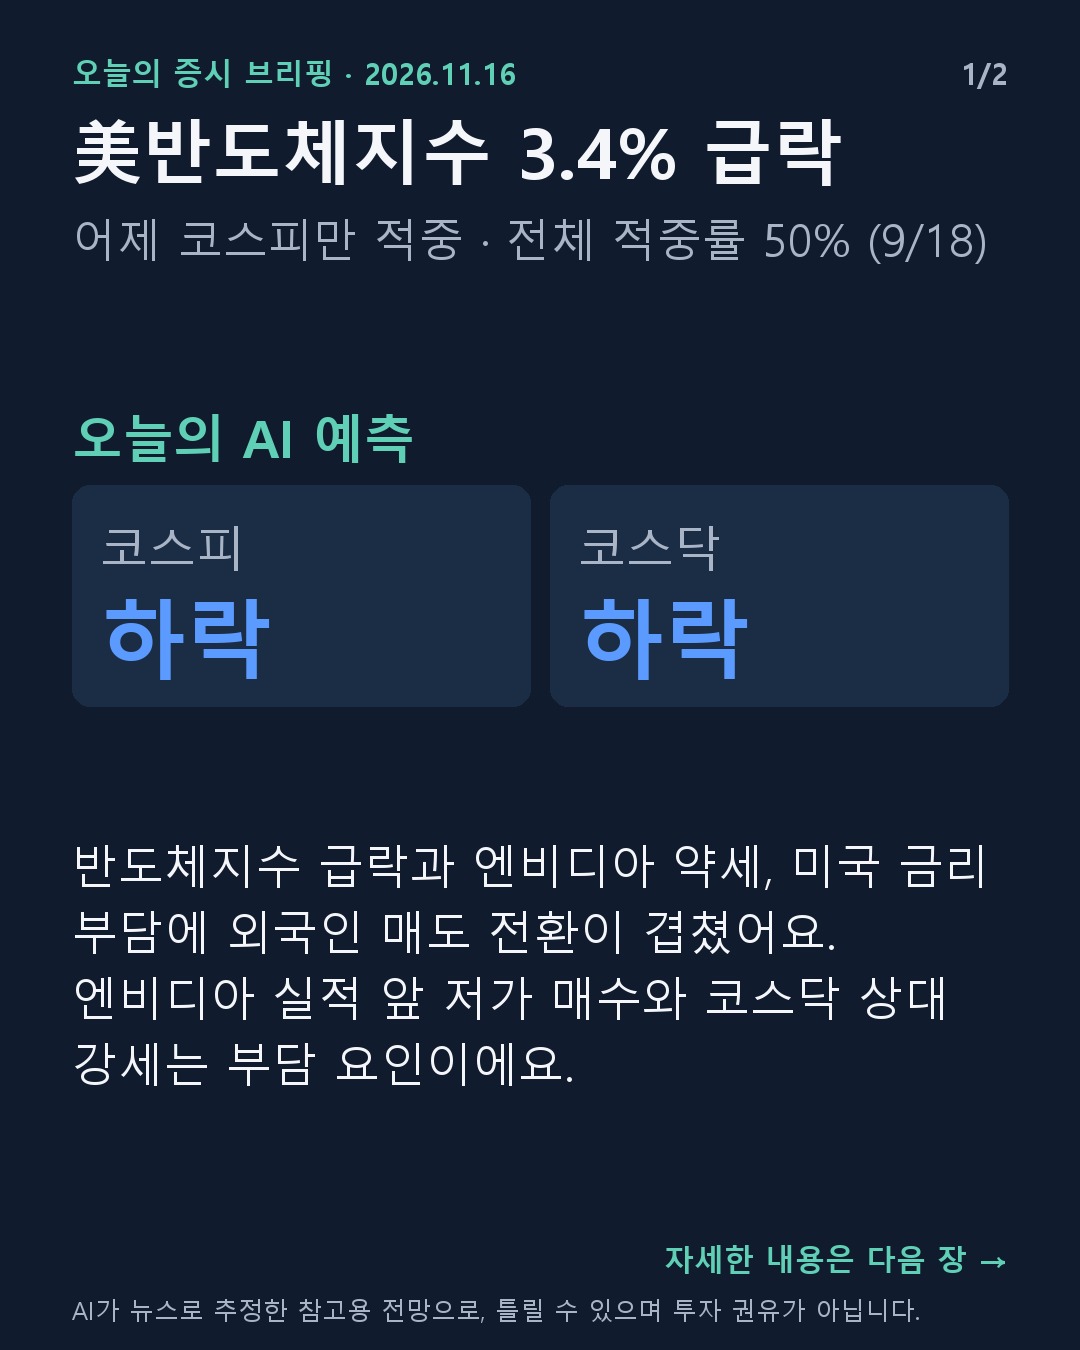 오늘의 증시 브리핑 · 2026.11.16
1/2
美반도체지수 3.4% 급락
어제 코스피만 적중 · 전체 적중률 50% (9/18)
오늘의 AI 예측
코스피
하락
코스닥
하락
반도체지수 급락과 엔비디아 약세, 미국 금리
부담에 외국인 매도 전환이 겹쳤어요.
엔비디아 실적 앞 저가 매수와 코스닥 상대
강세는 부담 요인이에요.
자세한 내용은 다음 장 →
AI가 뉴스로 추정한 참고용 전망으로, 틀릴 수 있으며 투자 권유가 아닙니다.